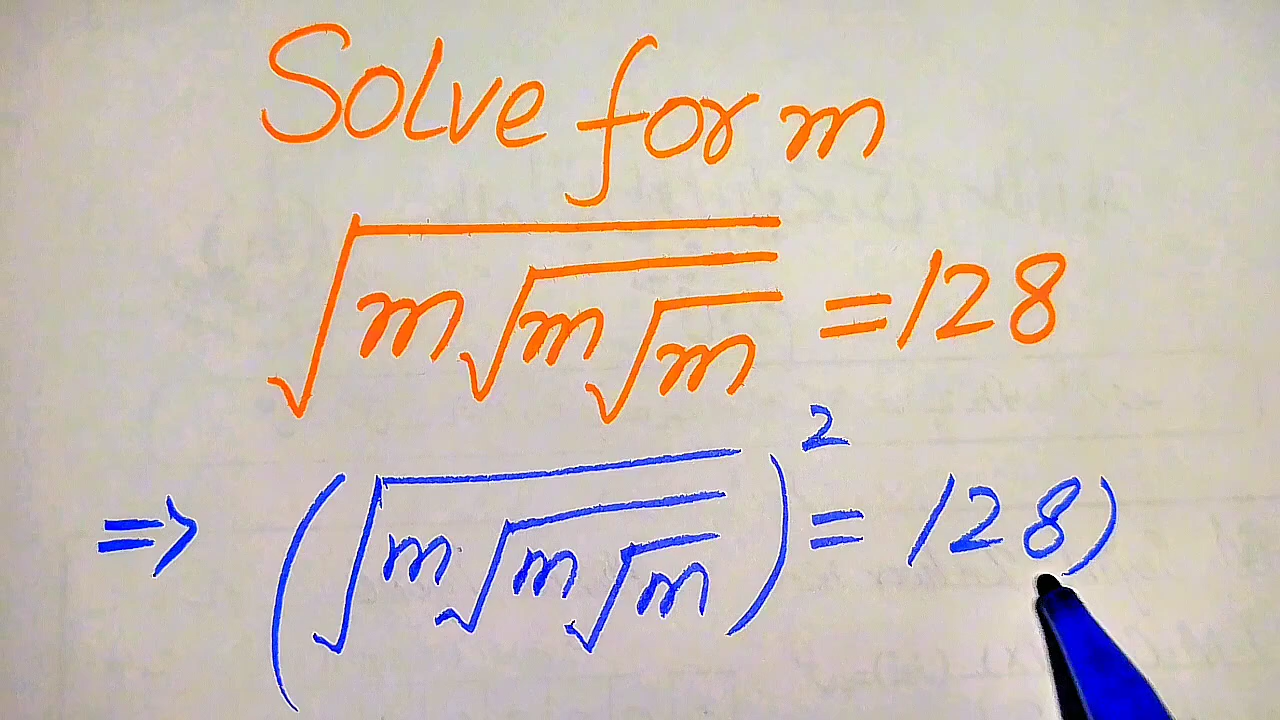 Solve for m
√(m√(m√m)) = 128
⇒ (√(m√(m√m)))² = 128)